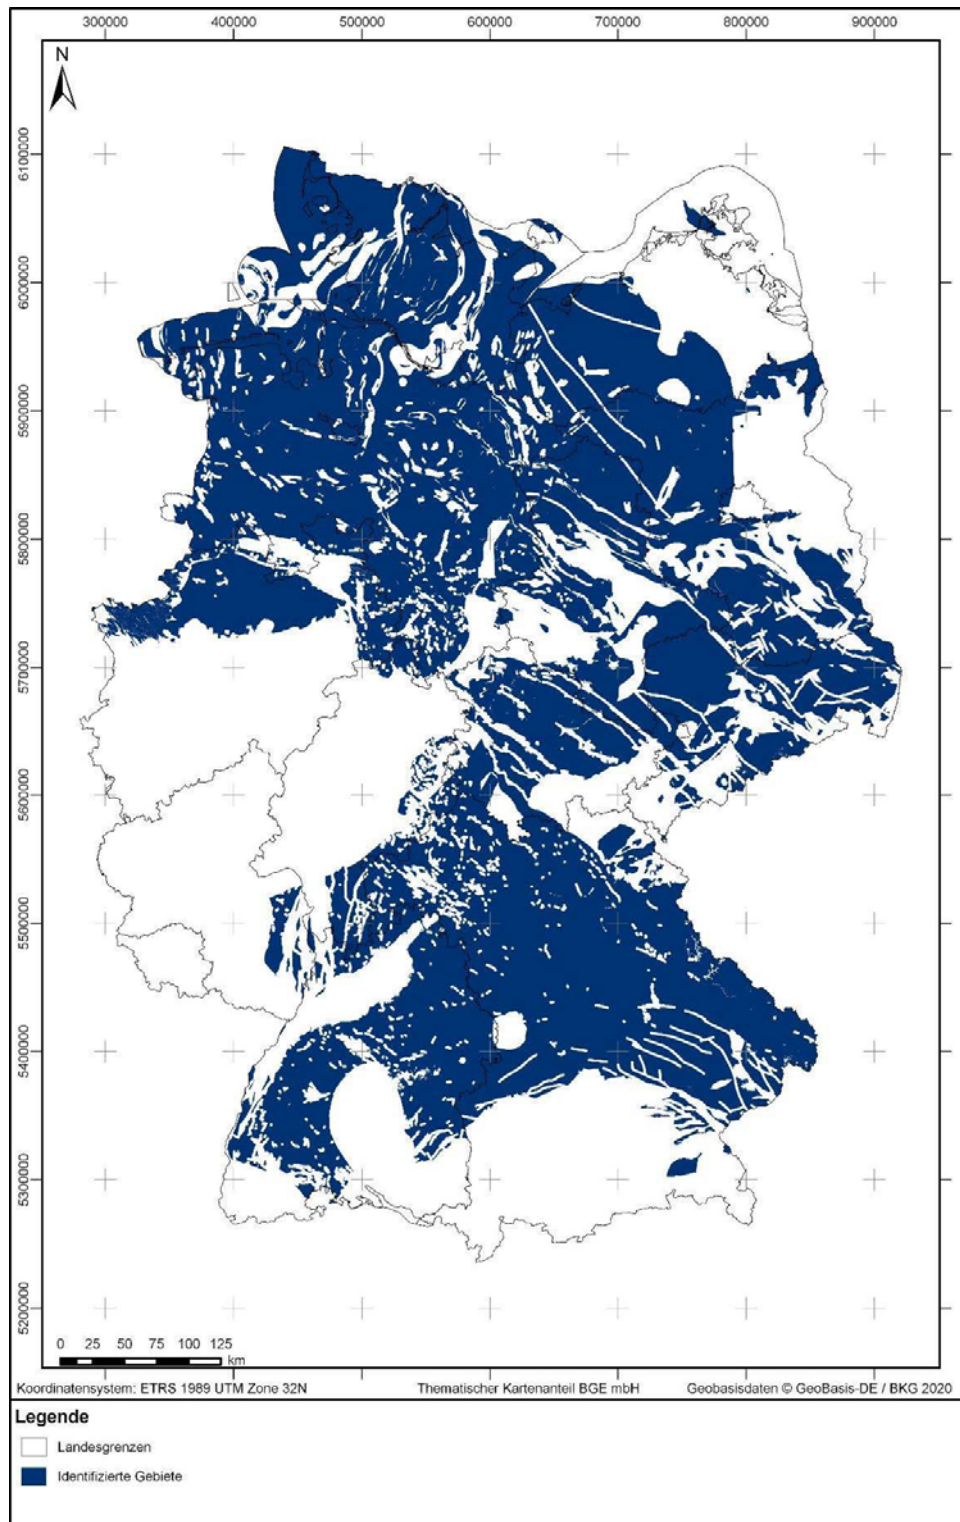 300000 400000 500000 600000 700000 800000 900000
N
6100000
6000000
5900000
5800000
5700000
5600000
5500000
5400000
5300000
5200000
0 25 50 75 100 125
km
Koordinatensystem: ETRS 1989 UTM Zone 32N Thematischer Kartenanteil BGE mbH Geobasisdaten © GeoBasis-DE / BKG 2020
Legende
Landesgrenzen
Identifizierte Gebiete